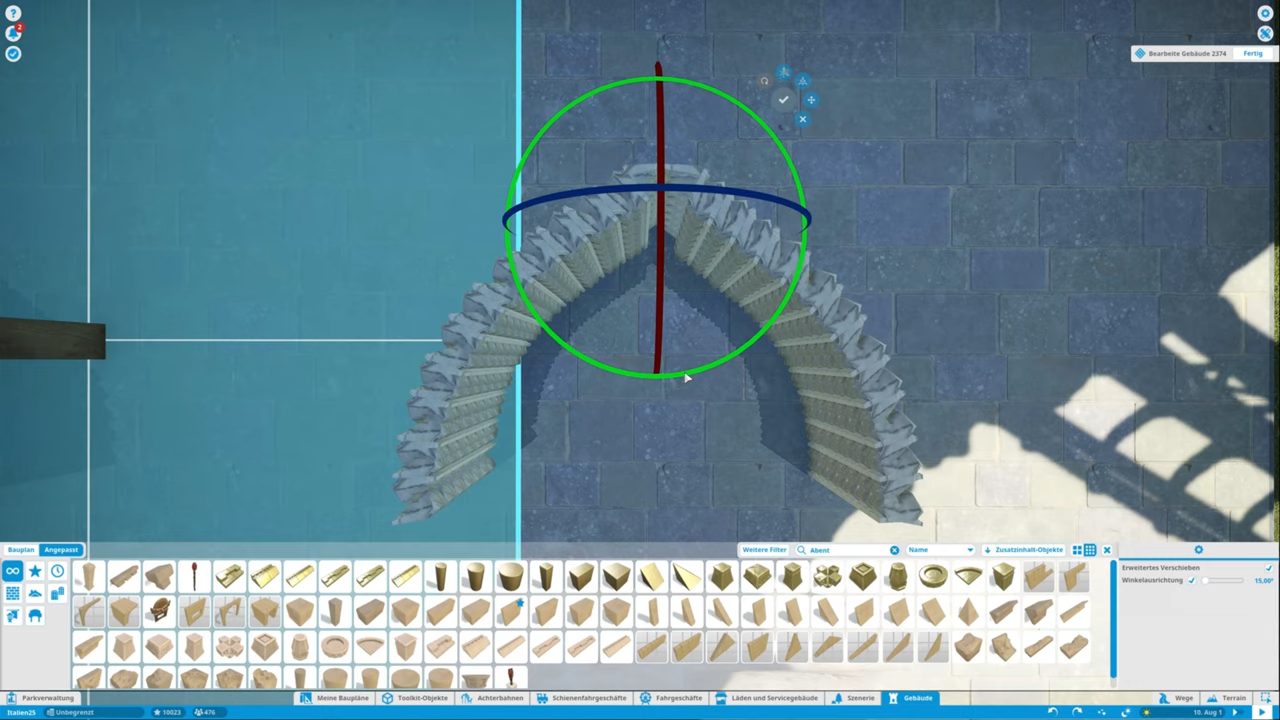 ?
2
Bearbeite Gebäude 2374 Fertig
Bauplan Angepasst
Weitere Filter Abent Name Zusatzinhalt-Objekte
Erweitertes Verschieben
Winkelausrichtung 15,00°
Parkverwaltung Meine Baupläne Toolkit-Objekte Achterbahnen Schienenfahrgeschäfte Fahrgeschäfte Läden und Servicegebäude Szenerie Gebäude Wege Terrain
Italien25 Unbegrenzt 10023 476 10. Aug 1